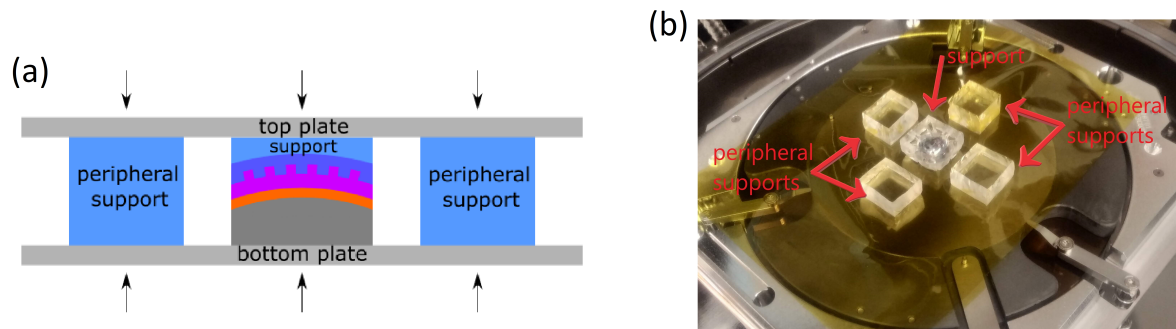 (a)
top plate
support
peripheral
support
peripheral
support
bottom plate
(b)
support
peripheral
supports
peripheral
supports